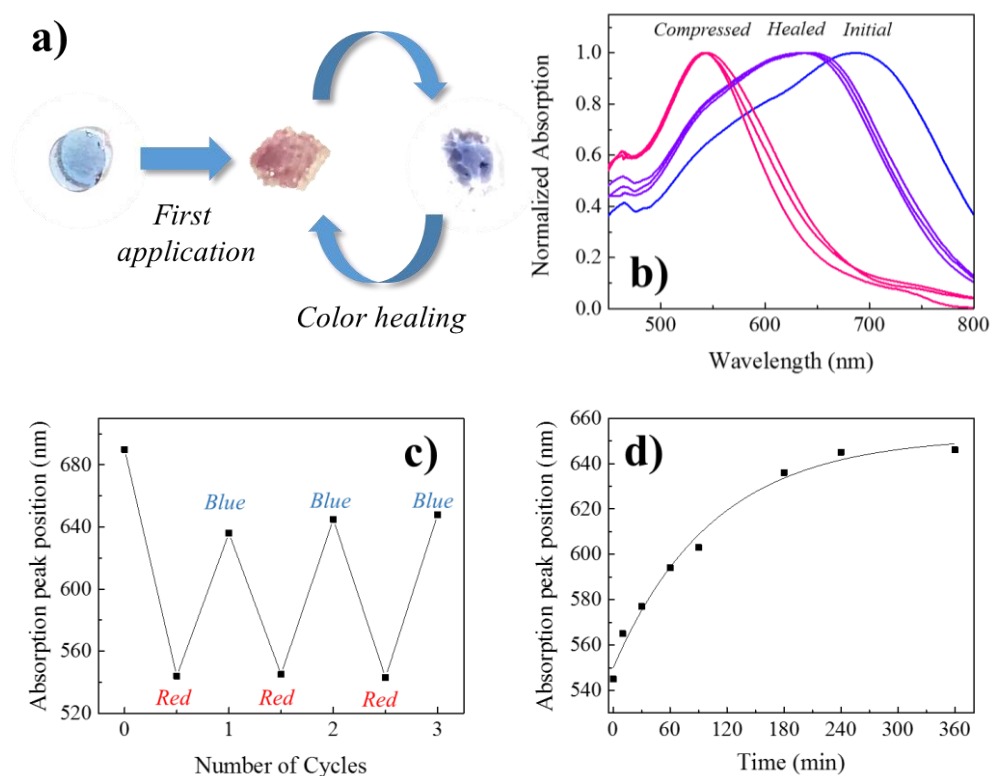 a)
First
application
Color healing
b)
Compressed Healed Initial
1.0
0.8
0.6
0.4
0.2
0.0
Normalized Absorption
500 600 700 800
Wavelength (nm)
c)
680
640
600
560
520
Absorption peak position (nm)
Blue Blue Blue
Red Red Red
0 1 2 3
Number of Cycles
d)
660
640
620
600
580
560
540
Absorption peak position (nm)
0 60 120 180 240 300 360
Time (min)